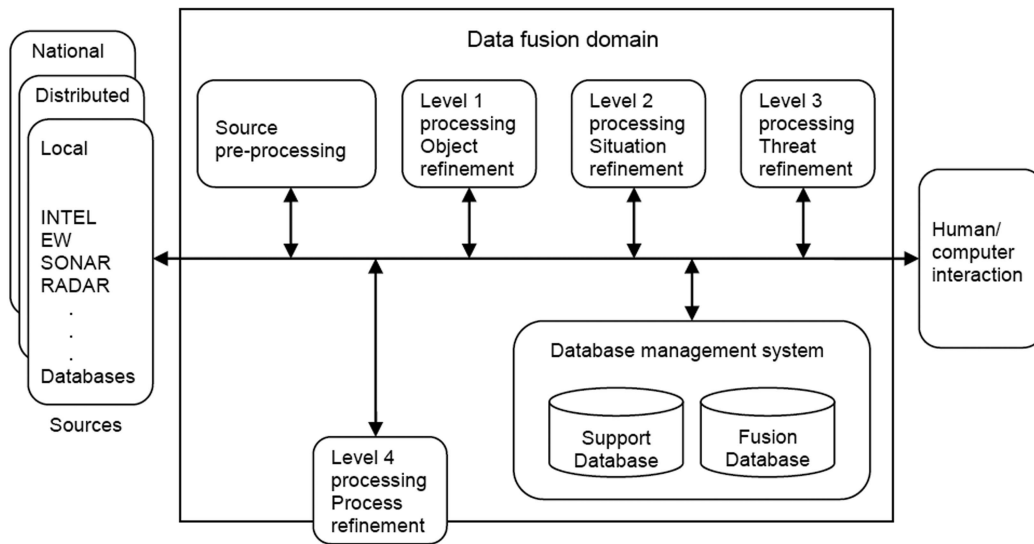 National
Distributed
Local
INTEL
EW
SONAR
RADAR
.
.
.
Databases
Sources
Data fusion domain
Source
pre-processing
Level 1
processing
Object
refinement
Level 2
processing
Situation
refinement
Level 3
processing
Threat
refinement
Human/
computer
interaction
Level 4
processing
Process
refinement
Database management system
Support
Database
Fusion
Database